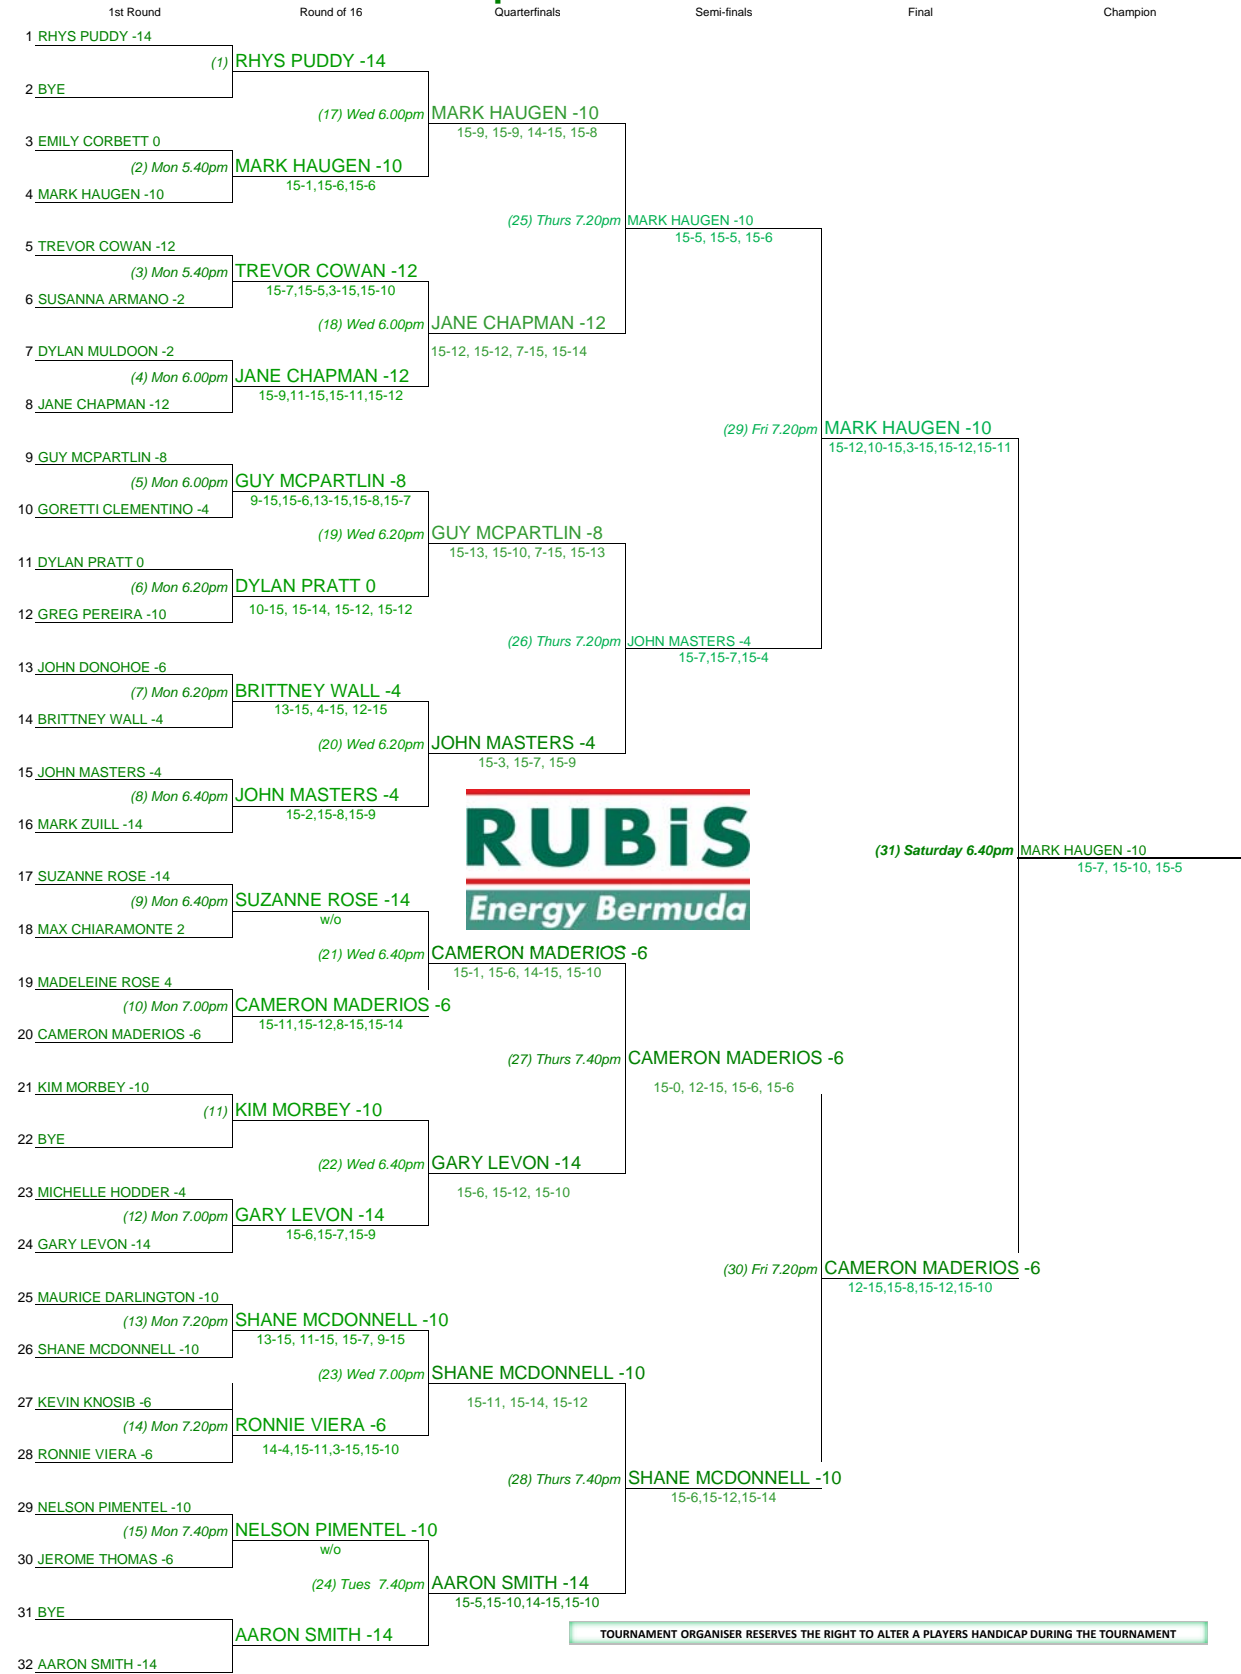 1st Round Round of 16 Quarterfinals Semi-finals Final Champion
1 RHYS PUDDY -14
(1) RHYS PUDDY -14
2 BYE
(17) Wed 6.00pm MARK HAUGEN -10
15-9, 15-9, 14-15, 15-8
3 EMILY CORBETT 0
(2) Mon 5.40pm MARK HAUGEN -10
15-1,15-6,15-6
4 MARK HAUGEN -10
(25) Thurs 7.20pm MARK HAUGEN -10
15-5, 15-5, 15-6
5 TREVOR COWAN -12
(3) Mon 5.40pm TREVOR COWAN -12
15-7,15-5,3-15,15-10
6 SUSANNA ARMANO -2
(18) Wed 6.00pm JANE CHAPMAN -12
15-12, 15-12, 7-15, 15-14
7 DYLAN MULDOON -2
(4) Mon 6.00pm JANE CHAPMAN -12
15-9,11-15,15-11,15-12
8 JANE CHAPMAN -12
(29) Fri 7.20pm MARK HAUGEN -10
15-12,10-15,3-15,15-12,15-11
9 GUY MCPARTLIN -8
(5) Mon 6.00pm GUY MCPARTLIN -8
9-15,15-6,13-15,15-8,15-7
10 GORETTI CLEMENTINO -4
(19) Wed 6.20pm GUY MCPARTLIN -8
15-13, 15-10, 7-15, 15-13
11 DYLAN PRATT 0
(6) Mon 6.20pm DYLAN PRATT 0
10-15, 15-14, 15-12, 15-12
12 GREG PEREIRA -10
(26) Thurs 7.20pm JOHN MASTERS -4
15-7,15-7,15-4
13 JOHN DONOHOE -6
(7) Mon 6.20pm BRITTNEY WALL -4
13-15, 4-15, 12-15
14 BRITTNEY WALL -4
(20) Wed 6.20pm JOHN MASTERS -4
15-3, 15-7, 15-9
15 JOHN MASTERS -4
(8) Mon 6.40pm JOHN MASTERS -4
15-2,15-8,15-9
16 MARK ZUILL -14
RUBiS
Energy Bermuda
(31) Saturday 6.40pm MARK HAUGEN -10
15-7, 15-10, 15-5
17 SUZANNE ROSE -14
(9) Mon 6.40pm SUZANNE ROSE -14
w/o
18 MAX CHIARAMONTE 2
(21) Wed 6.40pm CAMERON MADERIOS -6
15-1, 15-6, 14-15, 15-10
19 MADELEINE ROSE 4
(10) Mon 7.00pm CAMERON MADERIOS -6
15-11,15-12,8-15,15-14
20 CAMERON MADERIOS -6
(27) Thurs 7.40pm CAMERON MADERIOS -6
15-0, 12-15, 15-6, 15-6
21 KIM MORBEY -10
(11) KIM MORBEY -10
22 BYE
(22) Wed 6.40pm GARY LEVON -14
15-6, 15-12, 15-10
23 MICHELLE HODDER -4
(12) Mon 7.00pm GARY LEVON -14
15-6,15-7,15-9
24 GARY LEVON -14
(30) Fri 7.20pm CAMERON MADERIOS -6
12-15,15-8,15-12,15-10
25 MAURICE DARLINGTON -10
(13) Mon 7.20pm SHANE MCDONNELL -10
13-15, 11-15, 15-7, 9-15
26 SHANE MCDONNELL -10
(23) Wed 7.00pm SHANE MCDONNELL -10
15-11, 15-14, 15-12
27 KEVIN KNOSIB -6
(14) Mon 7.20pm RONNIE VIERA -6
14-4,15-11,3-15,15-10
28 RONNIE VIERA -6
(28) Thurs 7.40pm SHANE MCDONNELL -10
15-6,15-12,15-14
29 NELSON PIMENTEL -10
(15) Mon 7.40pm NELSON PIMENTEL -10
w/o
30 JEROME THOMAS -6
(24) Tues 7.40pm AARON SMITH -14
15-5,15-10,14-15,15-10
31 BYE
AARON SMITH -14
TOURNAMENT ORGANISER RESERVES THE RIGHT TO ALTER A PLAYERS HANDICAP DURING THE TOURNAMENT
32 AARON SMITH -14